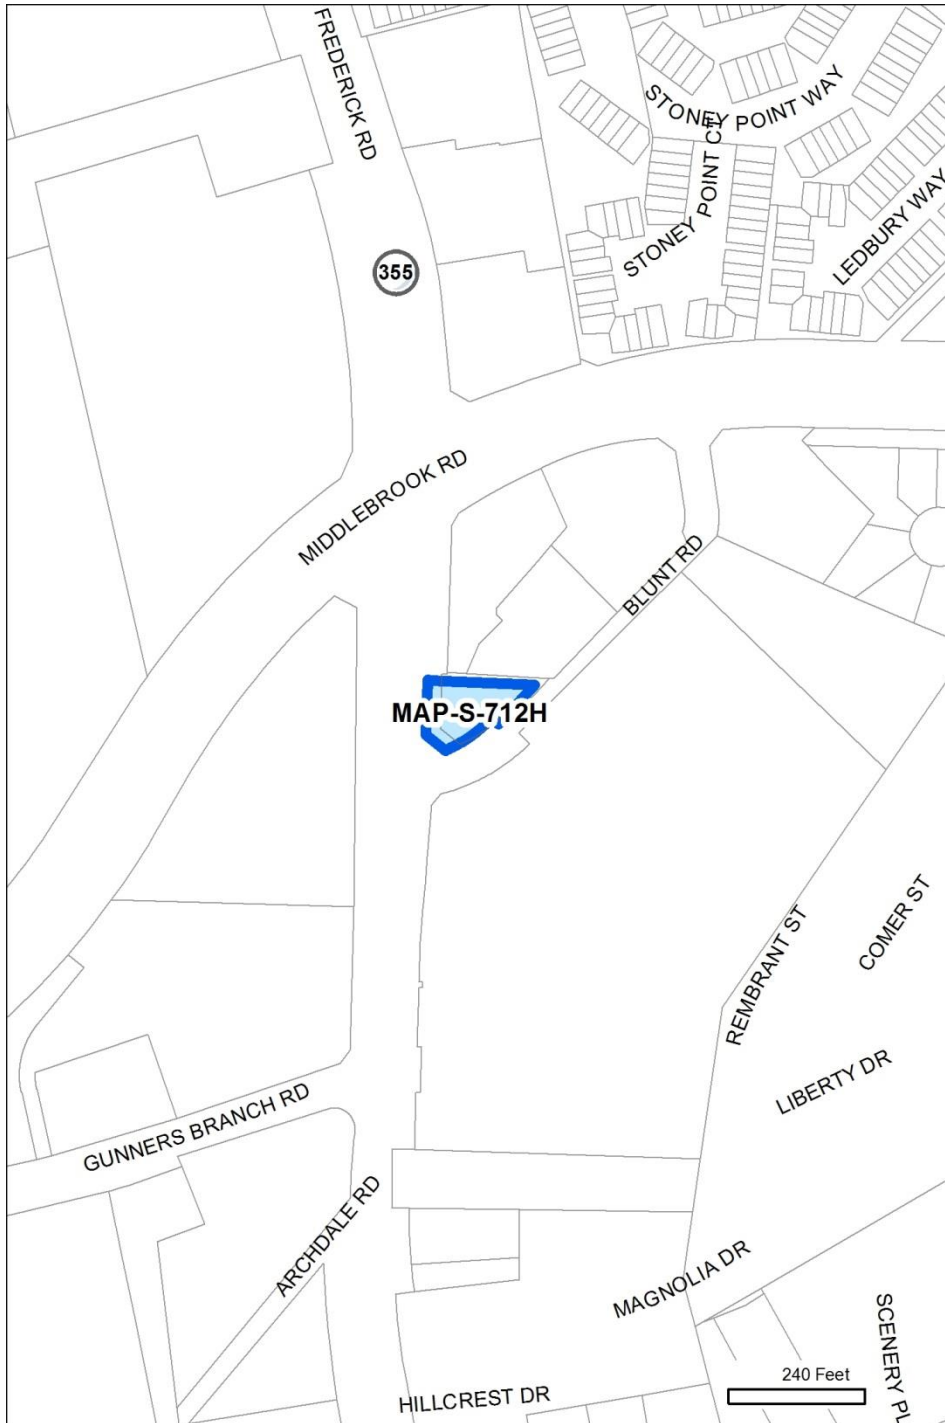 FREDERICK RD
STONEY POINT WAY
STONEY POINT CT
LEDBURY WAY
355
MIDDLEBROOK RD
BLUNT RD
MAP-S-712H
COMER ST
REMBRANT ST
LIBERTY DR
GUNNERS BRANCH RD
ARCHDALE RD
MAGNOLIA DR
SCENERY
240 Feet
HILLCREST DR